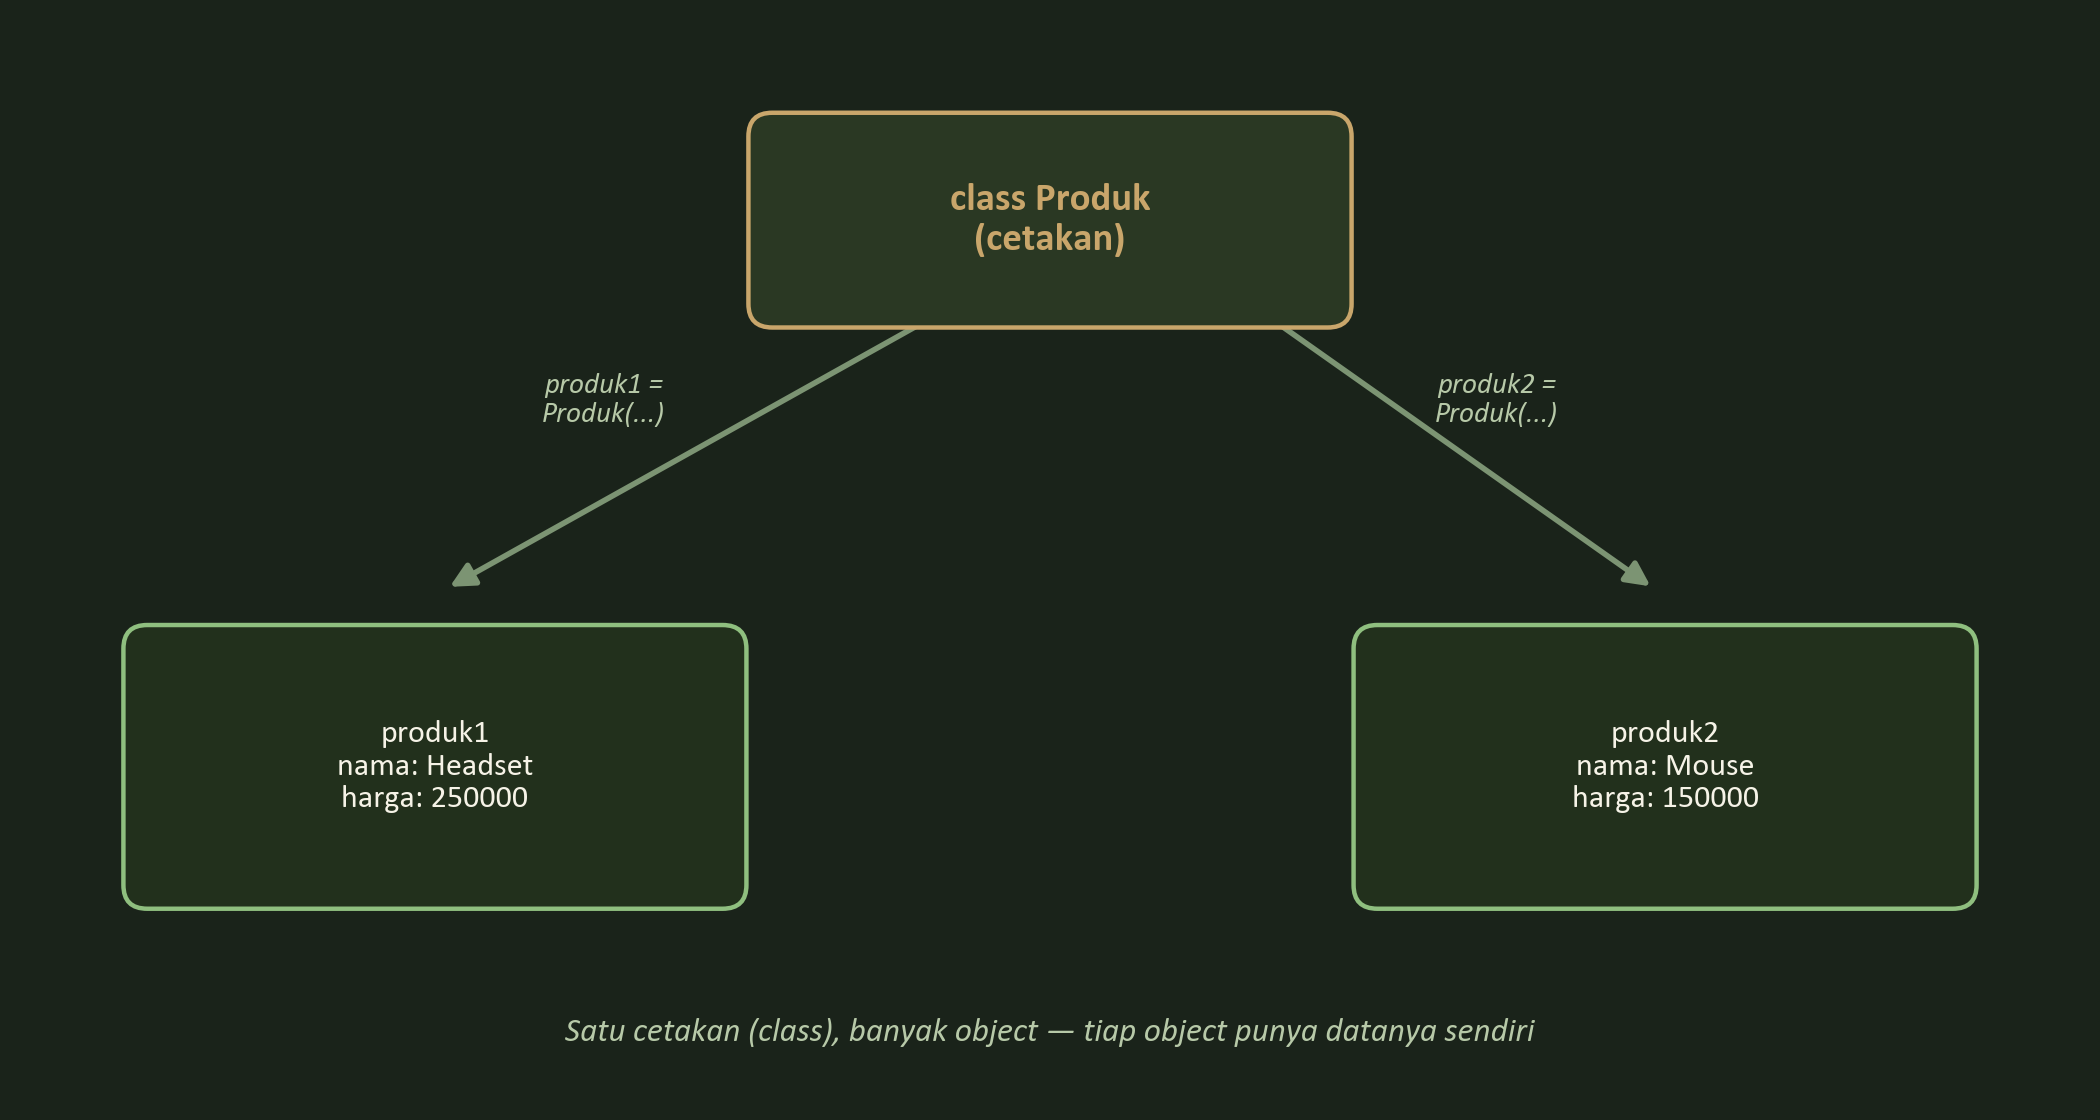 class Produk
(cetakan)
produk1 =
Produk(...)
produk2 =
Produk(...)
produk1
nama: Headset
harga: 250000
produk2
nama: Mouse
harga: 150000
Satu cetakan (class), banyak object — tiap object punya datanya sendiri